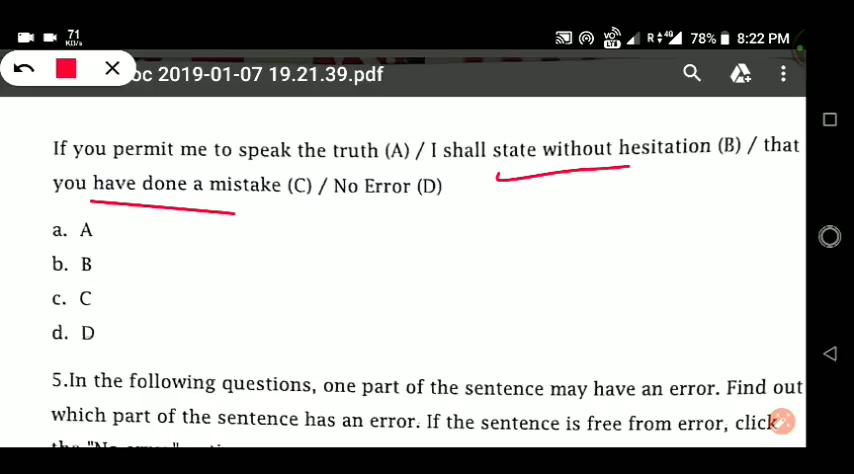 71
KB/s
VO))
LTE
R
4G
78%
8:22 PM
oc 2019-01-07 19.21.39.pdf
If you permit me to speak the truth (A) / I shall state without hesitation (B) / that
you have done a mistake (C) / No Error (D)
a. A
b. B
c. C
d. D
5.In the following questions, one part of the sentence may have an error. Find out
which part of the sentence has an error. If the sentence is free from error, click